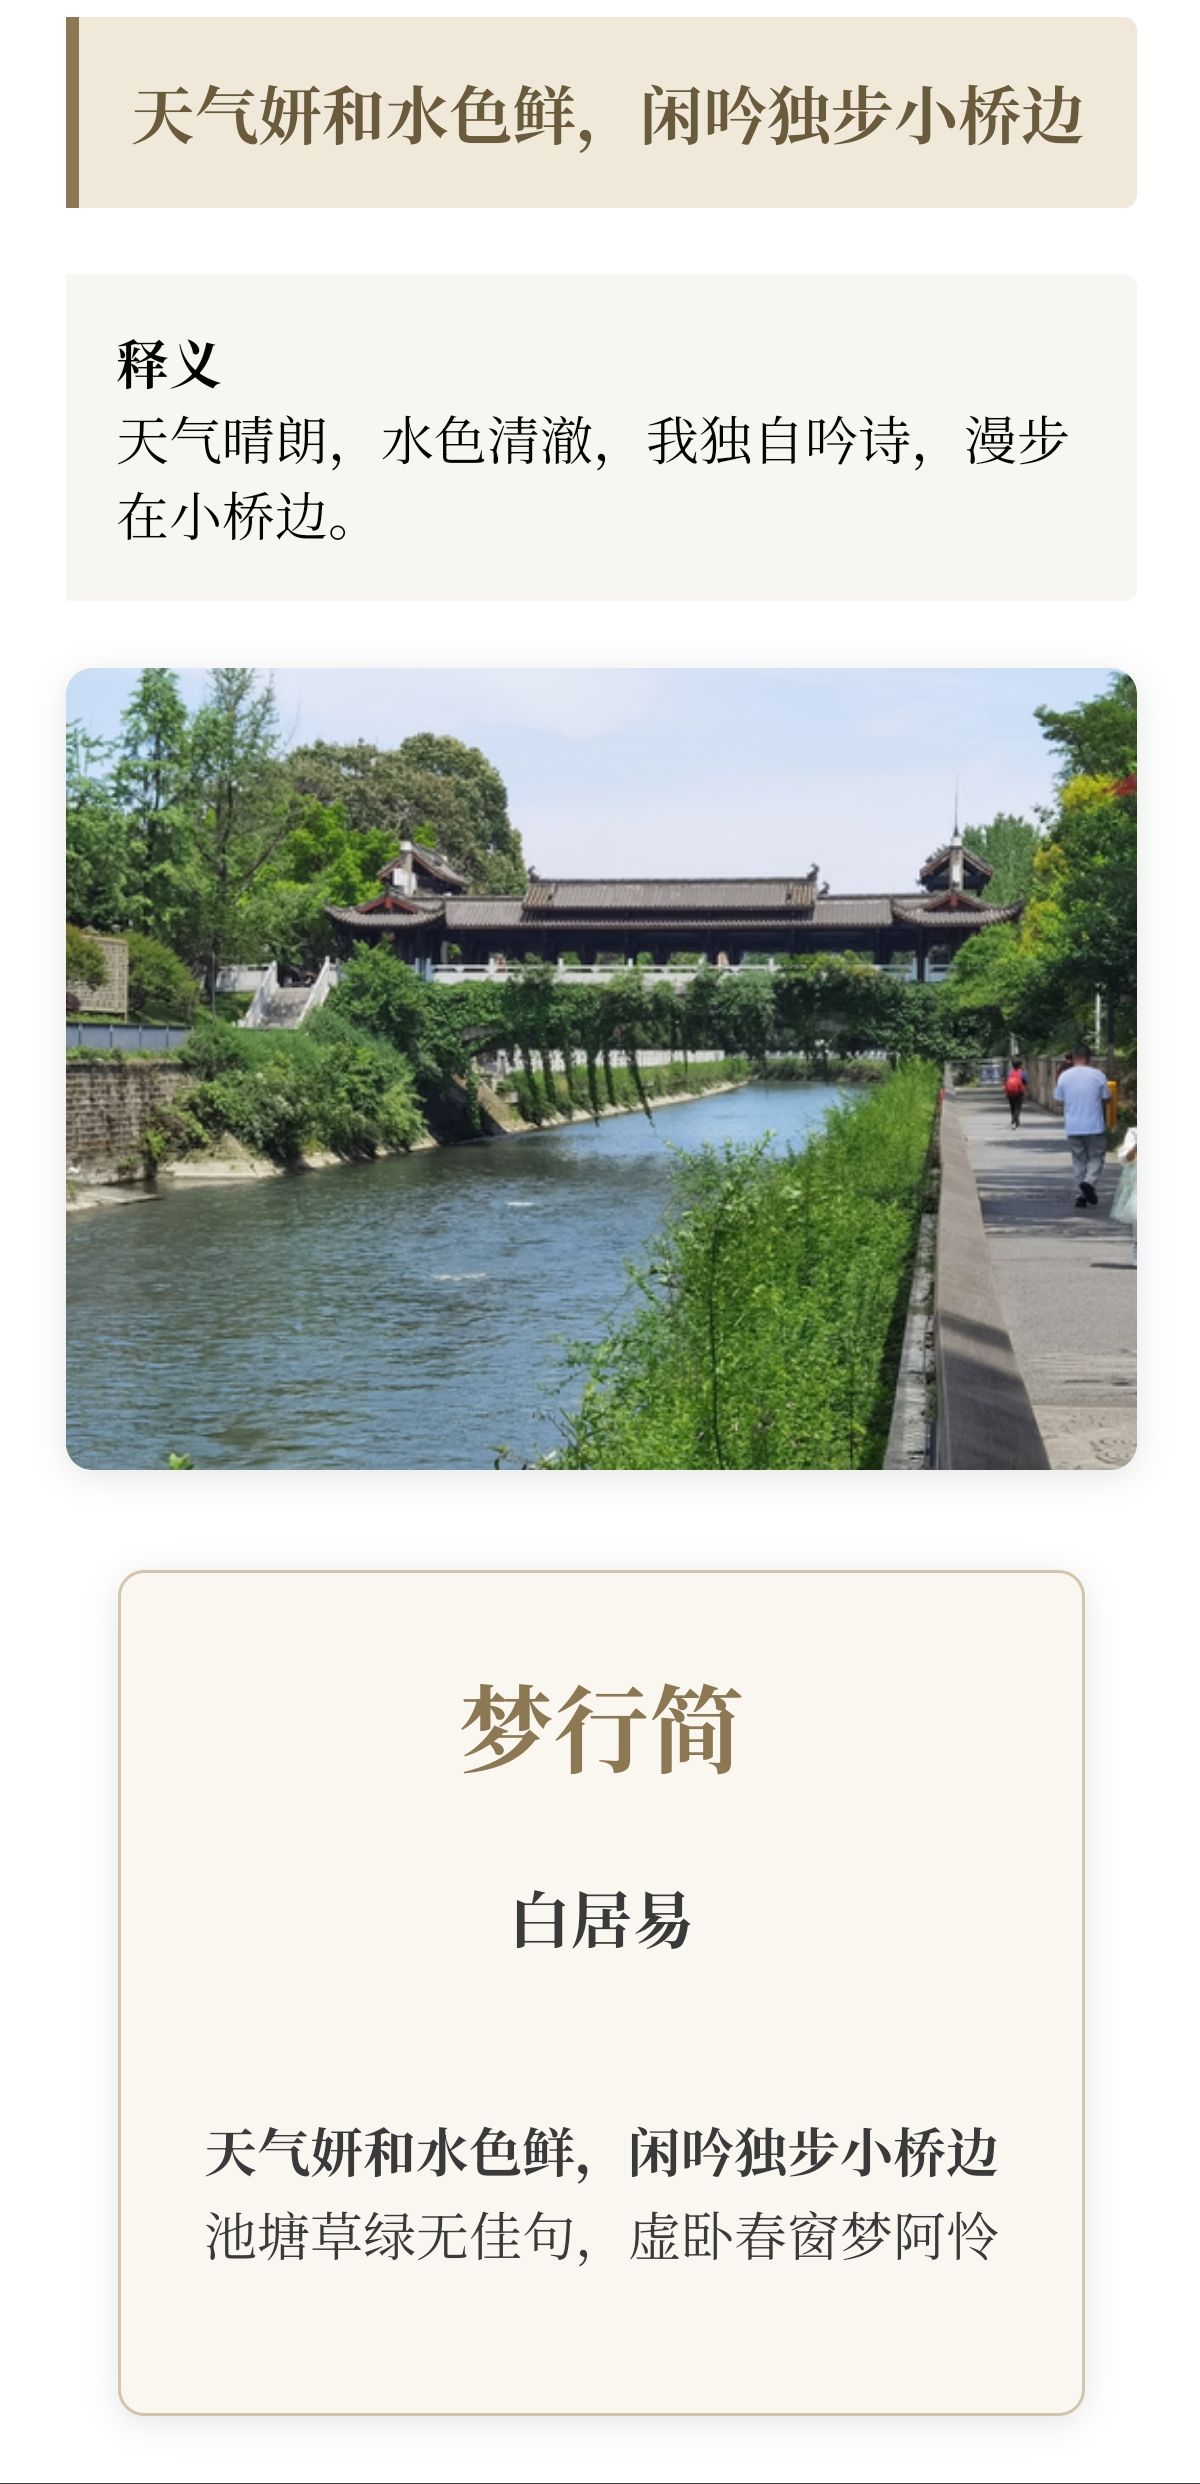 天气妍和水色鲜，闲吟独步小桥边
释义
天气晴朗，水色清澈，我独自吟诗，漫步
在小桥边。
梦行简
白居易
天气妍和水色鲜，闲吟独步小桥边
池塘草绿无佳句，虚卧春窗梦阿怜